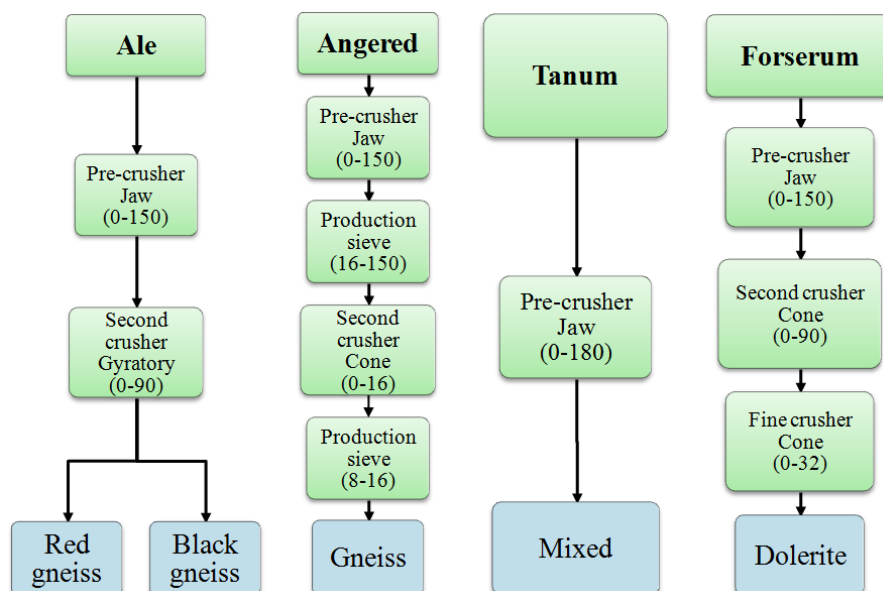 Ale
Pre-crusher
Jaw
(0-150)
Second
crusher
Gyratory
(0-90)
Red
gneiss
Black
gneiss
Angered
Pre-crusher
Jaw
(0-150)
Production
sieve
(16-150)
Second
crusher
Cone
(0-16)
Production
sieve
(8-16)
Gneiss
Tanum
Pre-crusher
Jaw
(0-180)
Mixed
Forserum
Pre-crusher
Jaw
(0-150)
Second crusher
Cone
(0-90)
Fine crusher
Cone
(0-32)
Dolerite